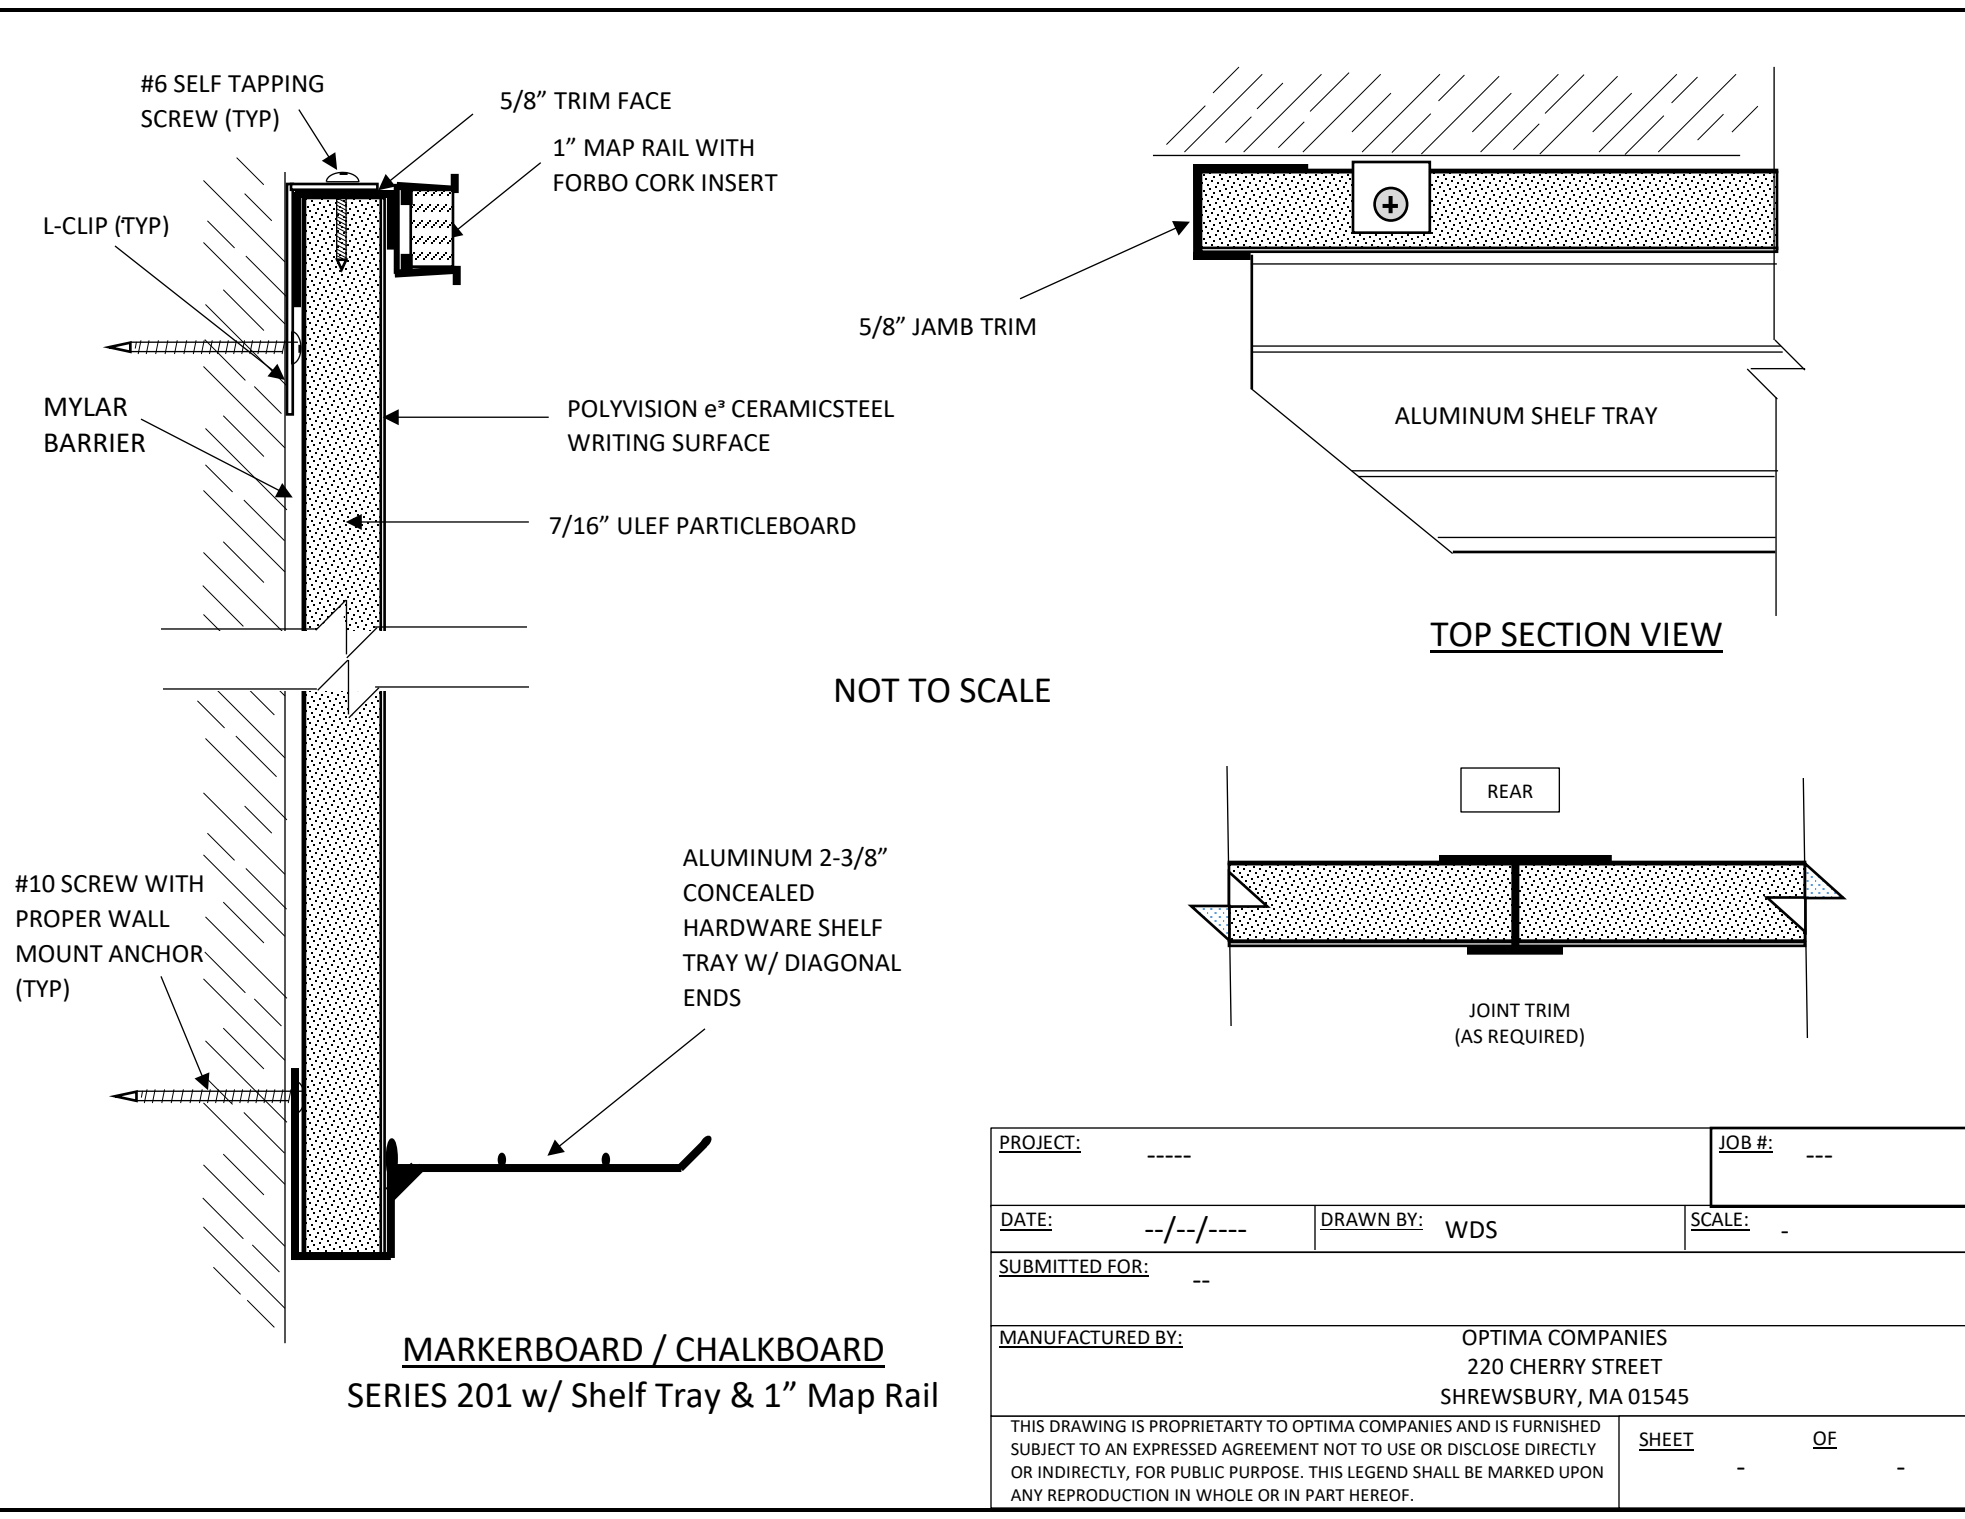 #6 SELF TAPPING
SCREW (TYP)
5/8” TRIM FACE
1” MAP RAIL WITH
FORBO CORK INSERT
L-CLIP (TYP)
5/8” JAMB TRIM
MYLAR
BARRIER
POLYVISION e³ CERAMICSTEEL
WRITING SURFACE
ALUMINUM SHELF TRAY
7/16” ULEF PARTICLEBOARD
TOP SECTION VIEW
NOT TO SCALE
REAR
ALUMINUM 2-3/8”
CONCEALED
HARDWARE SHELF
TRAY W/ DIAGONAL
ENDS
#10 SCREW WITH
PROPER WALL
MOUNT ANCHOR
(TYP)
JOINT TRIM
(AS REQUIRED)
MARKERBOARD / CHALKBOARD
SERIES 201 w/ Shelf Tray & 1” Map Rail
PROJECT: -----
JOB #: ---
DATE: --/--/----
DRAWN BY: WDS
SCALE: -
SUBMITTED FOR: --
MANUFACTURED BY:
OPTIMA COMPANIES
220 CHERRY STREET
SHREWSBURY, MA 01545
THIS DRAWING IS PROPRIETARTY TO OPTIMA COMPANIES AND IS FURNISHED
SUBJECT TO AN EXPRESSED AGREEMENT NOT TO USE OR DISCLOSE DIRECTLY
OR INDIRECTLY, FOR PUBLIC PURPOSE. THIS LEGEND SHALL BE MARKED UPON
ANY REPRODUCTION IN WHOLE OR IN PART HEREOF.
SHEET OF
- -